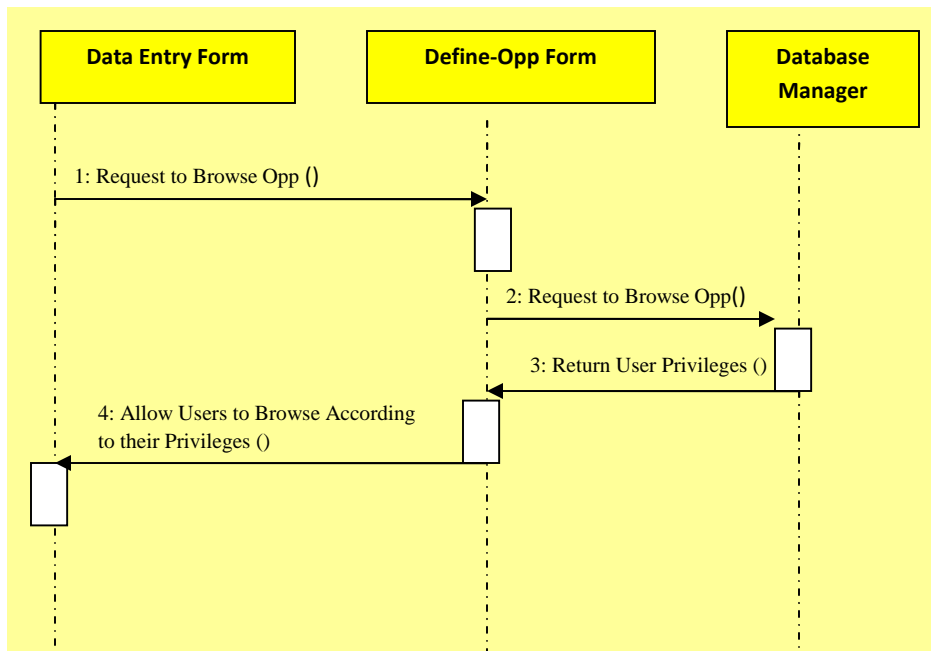 Data Entry Form
Define-Opp Form
Database
Manager
1: Request to Browse Opp ()
2: Request to Browse Opp()
3: Return User Privileges ()
4: Allow Users to Browse According
to their Privileges ()